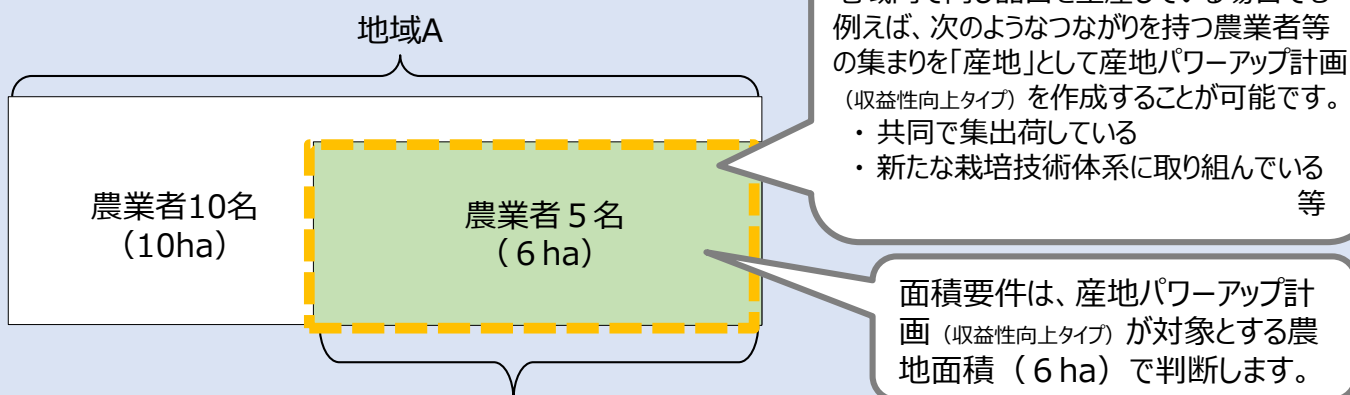 地域A
農業者10名
（10ha）
農業者５名
（６ha）
例えば、次のようなつながりを持つ農業者等
の集まりを「産地」として産地パワーアップ計画
（収益性向上タイプ）を作成することが可能です。
・ 共同で集出荷している
・ 新たな栽培技術体系に取り組んでいる
等
面積要件は、産地パワーアップ計
画（収益性向上タイプ）が対象とする農
地面積（６ha）で判断します。